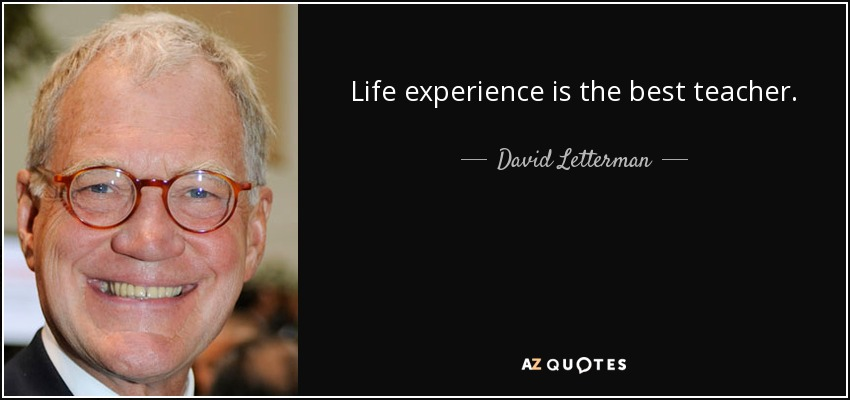 Life experience is the best teacher.
David Letterman
AZ QUOTES